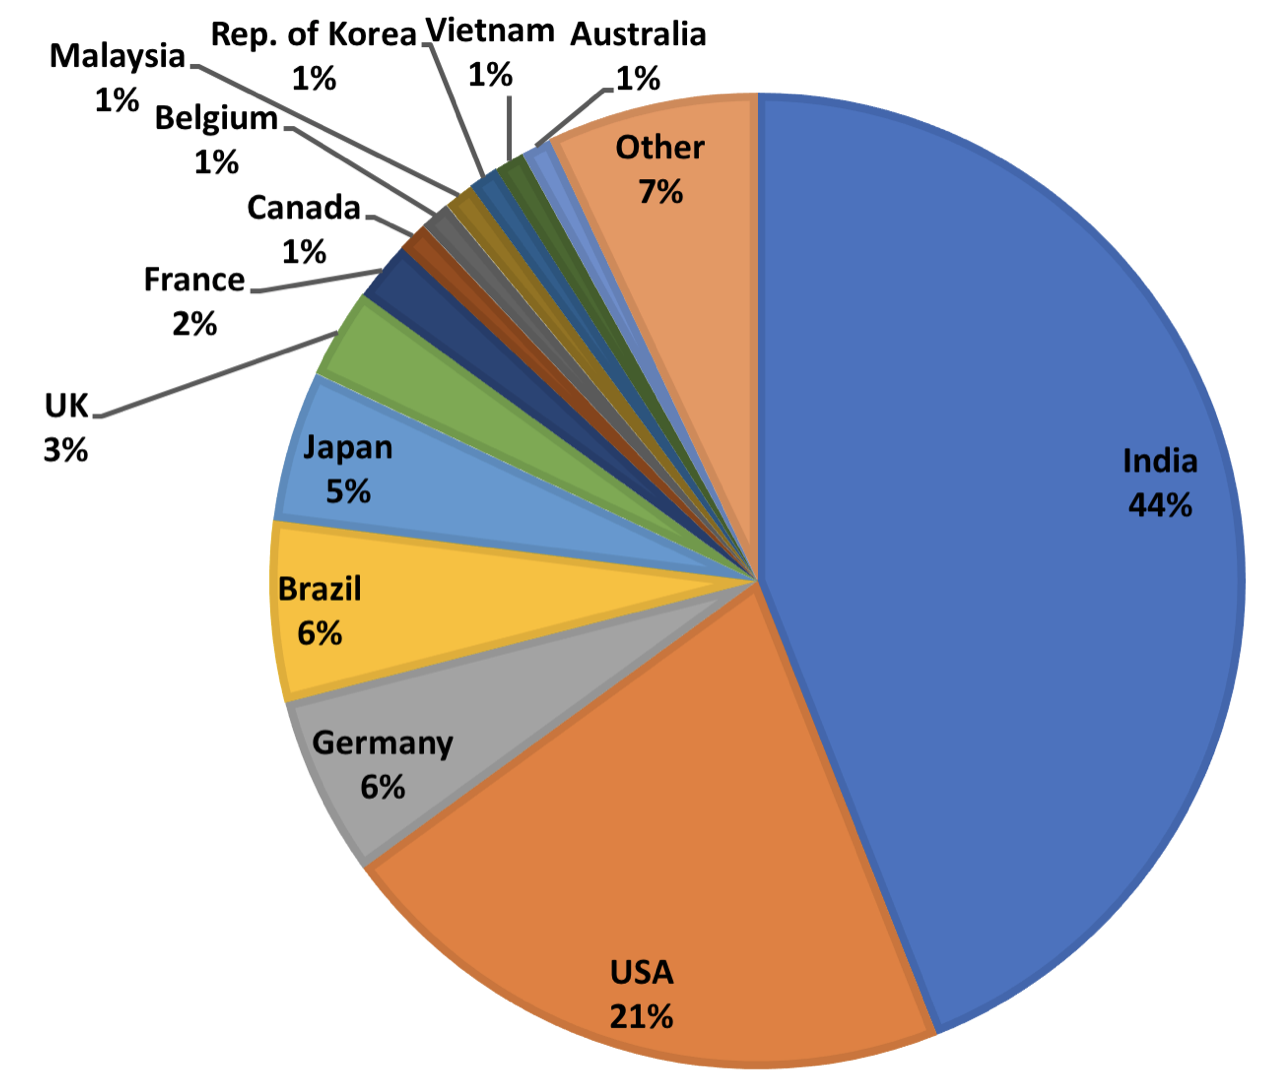 Rep. of Korea
1%
Vietnam
1%
Australia
1%
Malaysia
1%
Belgium
1%
Canada
1%
France
2%
UK
3%
Japan
5%
Brazil
6%
Germany
6%
USA
21%
India
44%
Other
7%